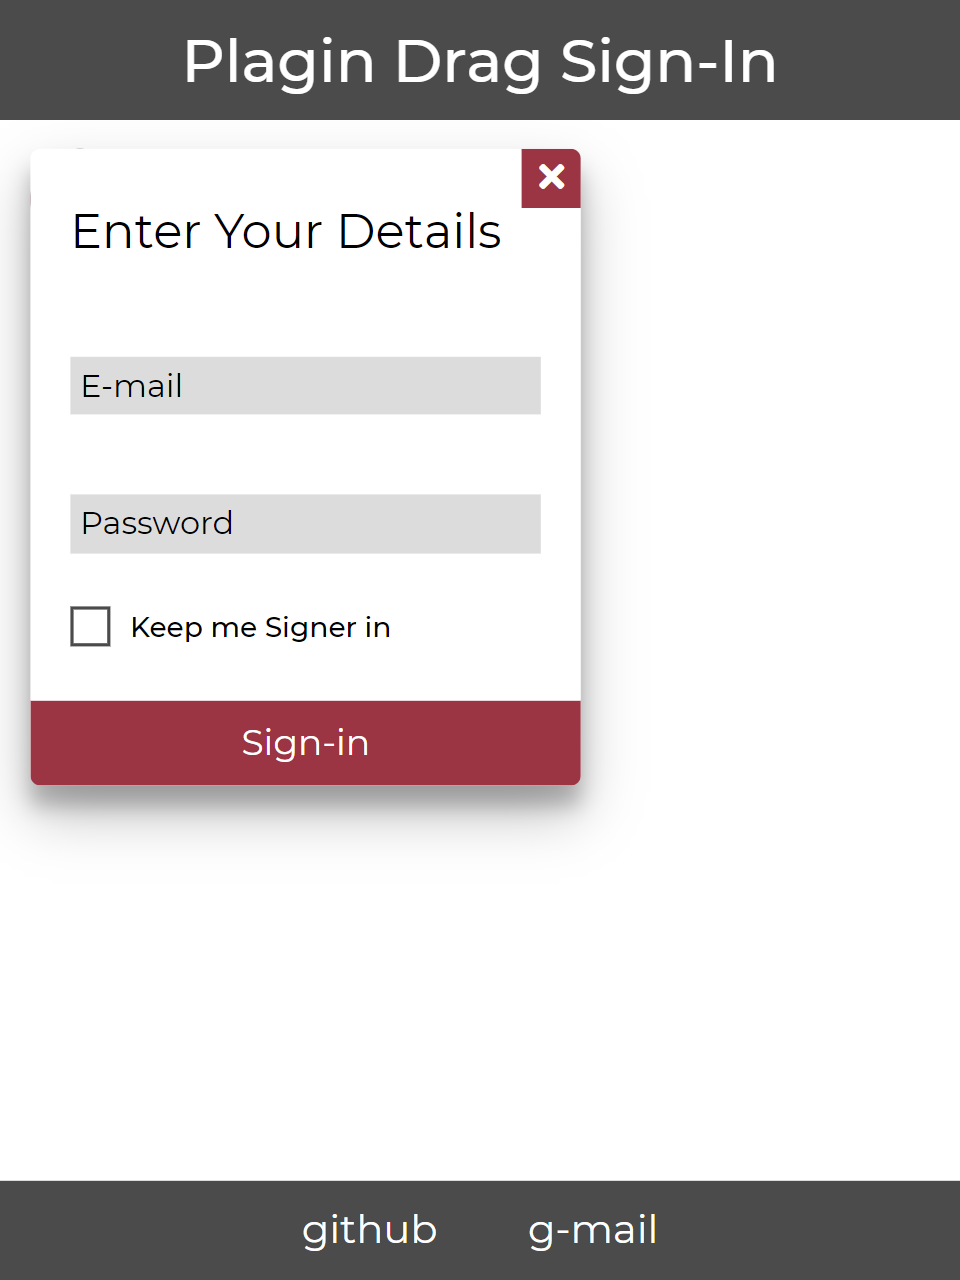 Plagin Drag Sign-In
Enter Your Details
E-mail
Password
Keep me Signer in
Sign-in
github g-mail